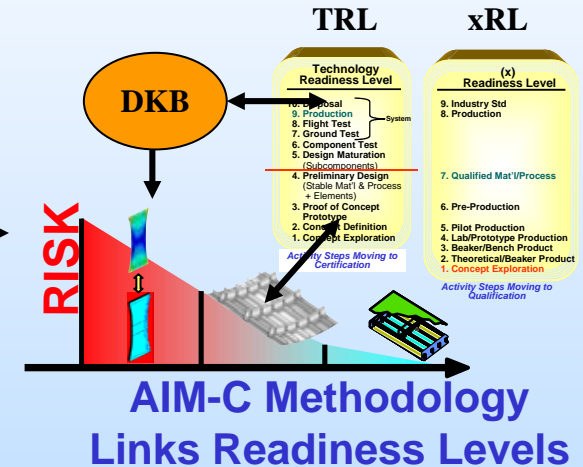 TRL
xRL
DKB
Technology
Readiness Level
10. Disposal
9. Production
8. Flight Test
7. Ground Test
System
6. Component Test
5. Design Maturation
(Subcomponents)
4. Preliminary Design
(Stable Mat'l & Process
+ Elements)
3. Proof of Concept
Prototype
2. Concept Definition
1. Concept Exploration
Activity Steps Moving to
Certification
(x)
Readiness Level
9. Industry Std
8. Production
7. Qualified Mat'l/Process
6. Pre-Production
5. Pilot Production
4. Lab/Prototype Production
3. Beaker/Bench Product
2. Theoretical/Beaker Product
1. Concept Exploration
Activity Steps Moving to
Qualification
RISK
AIM-C Methodology
Links Readiness Levels